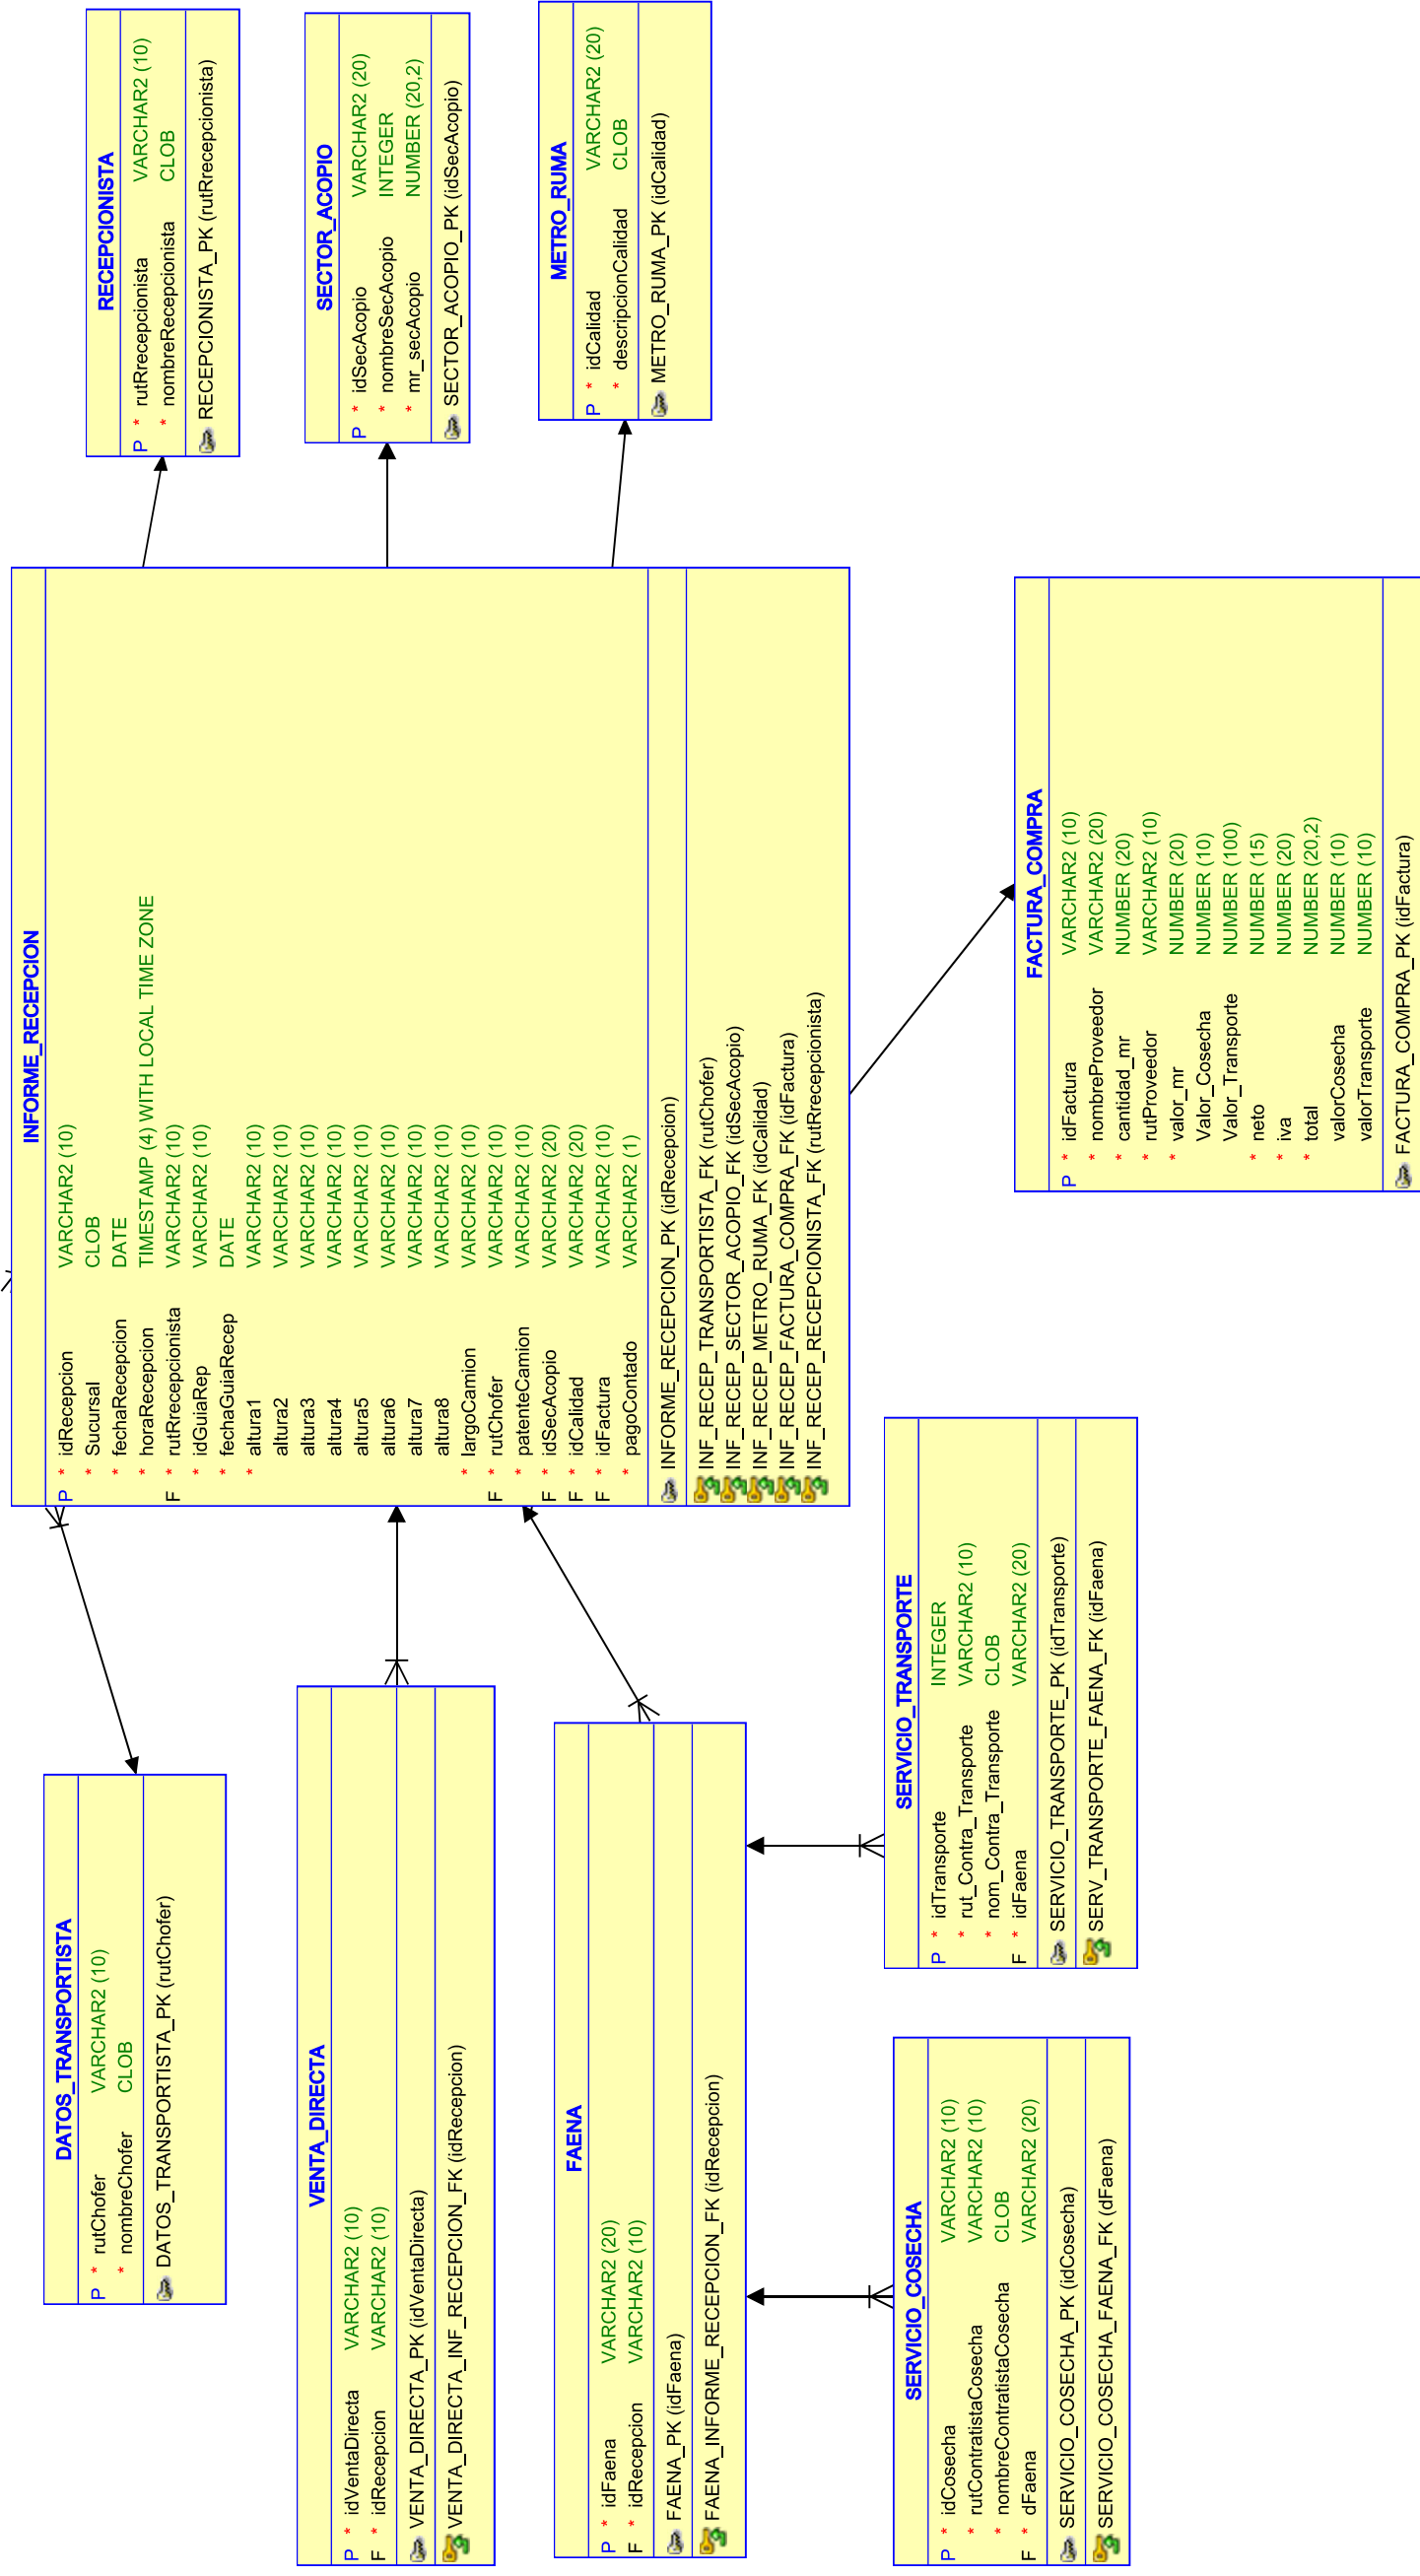 DATOS_TRANSPORTISTA
P * rutChofer VARCHAR2 (10)
* nombreChofer CLOB
DATOS_TRANSPORTISTA_PK (rutChofer)
VENTA_DIRECTA
P * idVentaDirecta VARCHAR2 (10)
F * idRecepcion VARCHAR2 (10)
VENTA_DIRECTA_PK (idVentaDirecta)
VENTA_DIRECTA_INF_RECEPCION_FK (idRecepcion)
FAENA
P * idFaena VARCHAR2 (20)
F * idRecepcion VARCHAR2 (10)
FAENA_PK (idFaena)
FAENA_INFORME_RECEPCION_FK (idRecepcion)
SERVICIO_COSECHA
P * idCosecha VARCHAR2 (10)
* rutContratistaCosecha VARCHAR2 (10)
* nombreContratistaCosecha CLOB
F * dFaena VARCHAR2 (20)
SERVICIO_COSECHA_PK (idCosecha)
SERVICIO_COSECHA_FAENA_FK (dFaena)
SERVICIO_TRANSPORTE
P * idTransporte INTEGER
* rut_Contra_Transporte VARCHAR2 (10)
* nom_Contra_Transporte CLOB
F * idFaena VARCHAR2 (20)
SERVICIO_TRANSPORTE_PK (idTransporte)
SERV_TRANSPORTE_FAENA_FK (idFaena)
INFORME_RECEPCION
P * idRecepcion VARCHAR2 (10)
* Sucursal CLOB
* fechaRecepcion DATE
* horaRecepcion TIMESTAMP (4) WITH LOCAL TIME ZONE
F * rutRrecepcionista VARCHAR2 (10)
* idGuiaRep VARCHAR2 (10)
* fechaGuiaRecep DATE
* altura1 VARCHAR2 (10)
altura2 VARCHAR2 (10)
altura3 VARCHAR2 (10)
altura4 VARCHAR2 (10)
altura5 VARCHAR2 (10)
altura6 VARCHAR2 (10)
altura7 VARCHAR2 (10)
altura8 VARCHAR2 (10)
* largoCamion VARCHAR2 (10)
F * rutChofer VARCHAR2 (10)
* patenteCamion VARCHAR2 (10)
F * idSecAcopio VARCHAR2 (20)
F * idCalidad VARCHAR2 (20)
F * idFactura VARCHAR2 (10)
* pagoContado VARCHAR2 (1)
INFORME_RECEPCION_PK (idRecepcion)
INF_RECEP_TRANSPORTISTA_FK (rutChofer)
INF_RECEP_SECTOR_ACOPIO_FK (idSecAcopio)
INF_RECEP_METRO_RUMA_FK (idCalidad)
INF_RECEP_FACTURA_COMPRA_FK (idFactura)
INF_RECEP_RECEPCIONISTA_FK (rutRrecepcionista)
FACTURA_COMPRA
P * idFactura VARCHAR2 (10)
* nombreProveedor VARCHAR2 (20)
* cantidad_mr NUMBER (20)
* rutProveedor VARCHAR2 (10)
* valor_mr NUMBER (20)
Valor_Cosecha NUMBER (10)
Valor_Transporte NUMBER (100)
* neto NUMBER (15)
* iva NUMBER (20)
* total NUMBER (20,2)
valorCosecha NUMBER (10)
valorTransporte NUMBER (10)
FACTURA_COMPRA_PK (idFactura)
RECEPCIONISTA
P * rutRrecepcionista VARCHAR2 (10)
* nombreRecepcionista CLOB
RECEPCIONISTA_PK (rutRrecepcionista)
SECTOR_ACOPIO
P * idSecAcopio VARCHAR2 (20)
* nombreSecAcopio INTEGER
* mr_secAcopio NUMBER (20,2)
SECTOR_ACOPIO_PK (idSecAcopio)
METRO_RUMA
P * idCalidad VARCHAR2 (20)
* descripcionCalidad CLOB
METRO_RUMA_PK (idCalidad)